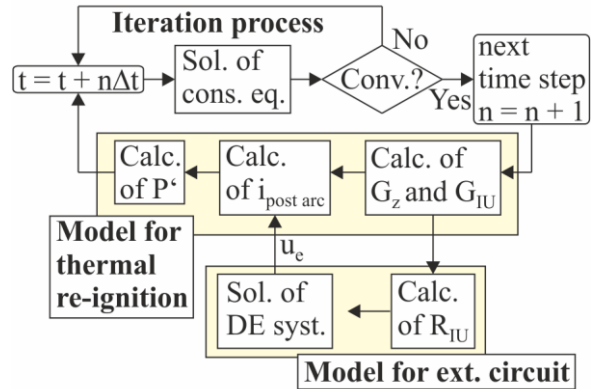 Iteration process
No
t = t + nΔt
Sol. of
cons. eq.
Conv.?
Yes
next
time step
n = n + 1
Calc.
of P‘
Calc.
of i_post arc
Calc. of
G_z and G_IU
Model for
thermal
re-ignition
u_e
Sol. of
DE syst.
Calc.
of R_IU
Model for ext. circuit